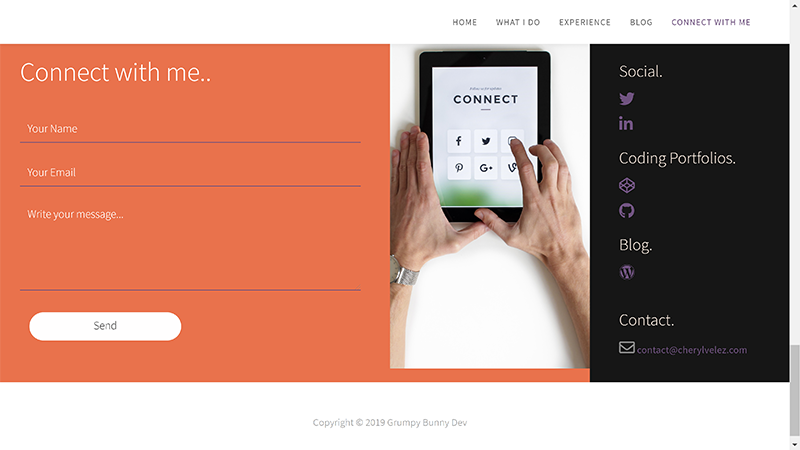 HOME WHAT I DO EXPERIENCE BLOG CONNECT WITH ME
Connect with me..
Your Name
Your Email
Write your message...
Send
CONNECT
Social.
Coding Portfolios.
Blog.
Contact.
contact@cherylvelez.com
Copyright © 2019 Grumpy Bunny Dev